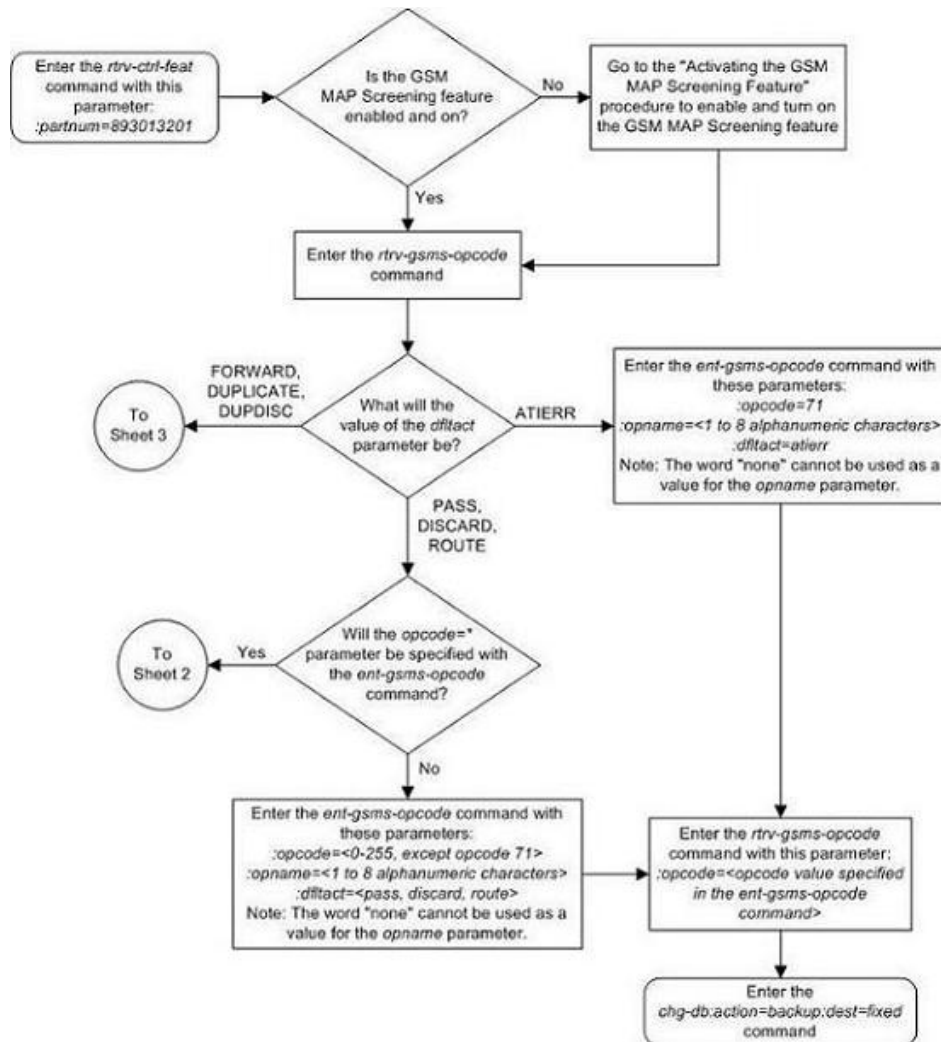 Enter the rtrv-ctrl-feat
command with this
parameter:
:partnum=893013201
Is the GSM
MAP Screening feature
enabled and on?
No
Go to the "Activating the GSM
MAP Screening Feature"
procedure to enable and turn on
the GSM MAP Screening feature
Yes
Enter the rtrv-gsms-opcode
command
FORWARD,
DUPLICATE,
DUPDISC
To
Sheet 3
What will the
value of the dfltact
parameter be?
ATIERR
Enter the ent-gsms-opcode command with
these parameters:
:opcode=71
:opname=<1 to 8 alphanumeric characters>
:dfltact=atierr
Note: The word "none" cannot be used as a
value for the opname parameter.
PASS,
DISCARD,
ROUTE
To
Sheet 2
Yes
Will the opcode=*
parameter be specified with
the ent-gsms-opcode
command?
No
Enter the ent-gsms-opcode command with
these parameters:
:opcode=<0-255, except opcode 71>
:opname=<1 to 8 alphanumeric characters>
:dfltact=<pass, discard, route>
Note: The word "none" cannot be used as a
value for the opname parameter.
Enter the rtrv-gsms-opcode
command with this parameter:
:opcode=<opcode value specified
in the ent-gsms-opcode
command>
Enter the
chg-db:action=backup:dest=fixed
command